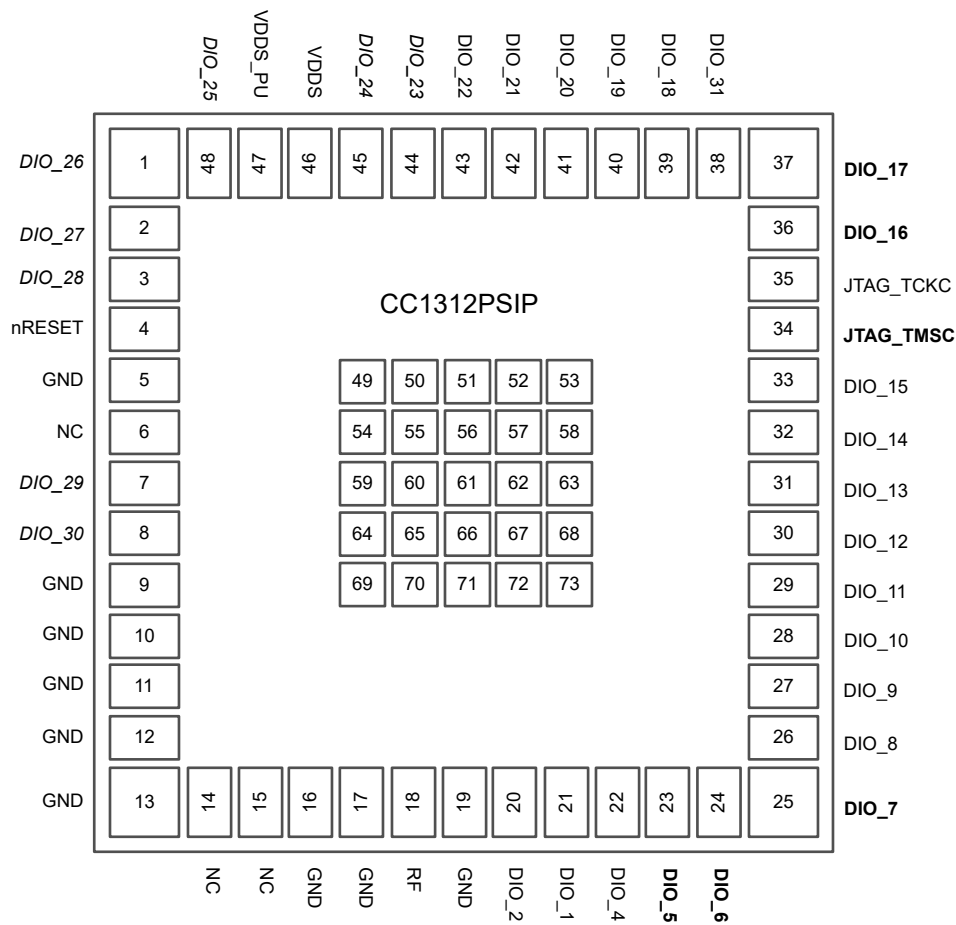 DIO_25
VDDS_PU
VDDS
DIO_24
DIO_23
DIO_22
DIO_21
DIO_20
DIO_19
DIO_18
DIO_31
DIO_26 1 48 47 46 45 44 43 42 41 40 39 38 37 DIO_17
DIO_27 2 36 DIO_16
DIO_28 3 35 JTAG_TCKC
CC1312PSIP
nRESET 4 34 JTAG_TMSC
GND 5 49 50 51 52 53 33 DIO_15
NC 6 54 55 56 57 58 32 DIO_14
DIO_29 7 59 60 61 62 63 31 DIO_13
DIO_30 8 64 65 66 67 68 30 DIO_12
GND 9 69 70 71 72 73 29 DIO_11
GND 10 28 DIO_10
GND 11 27 DIO_9
GND 12 26 DIO_8
GND 13 14 15 16 17 18 19 20 21 22 23 24 25 DIO_7
NC
NC
GND
GND
RF
GND
DIO_2
DIO_1
DIO_4
DIO_5
DIO_6